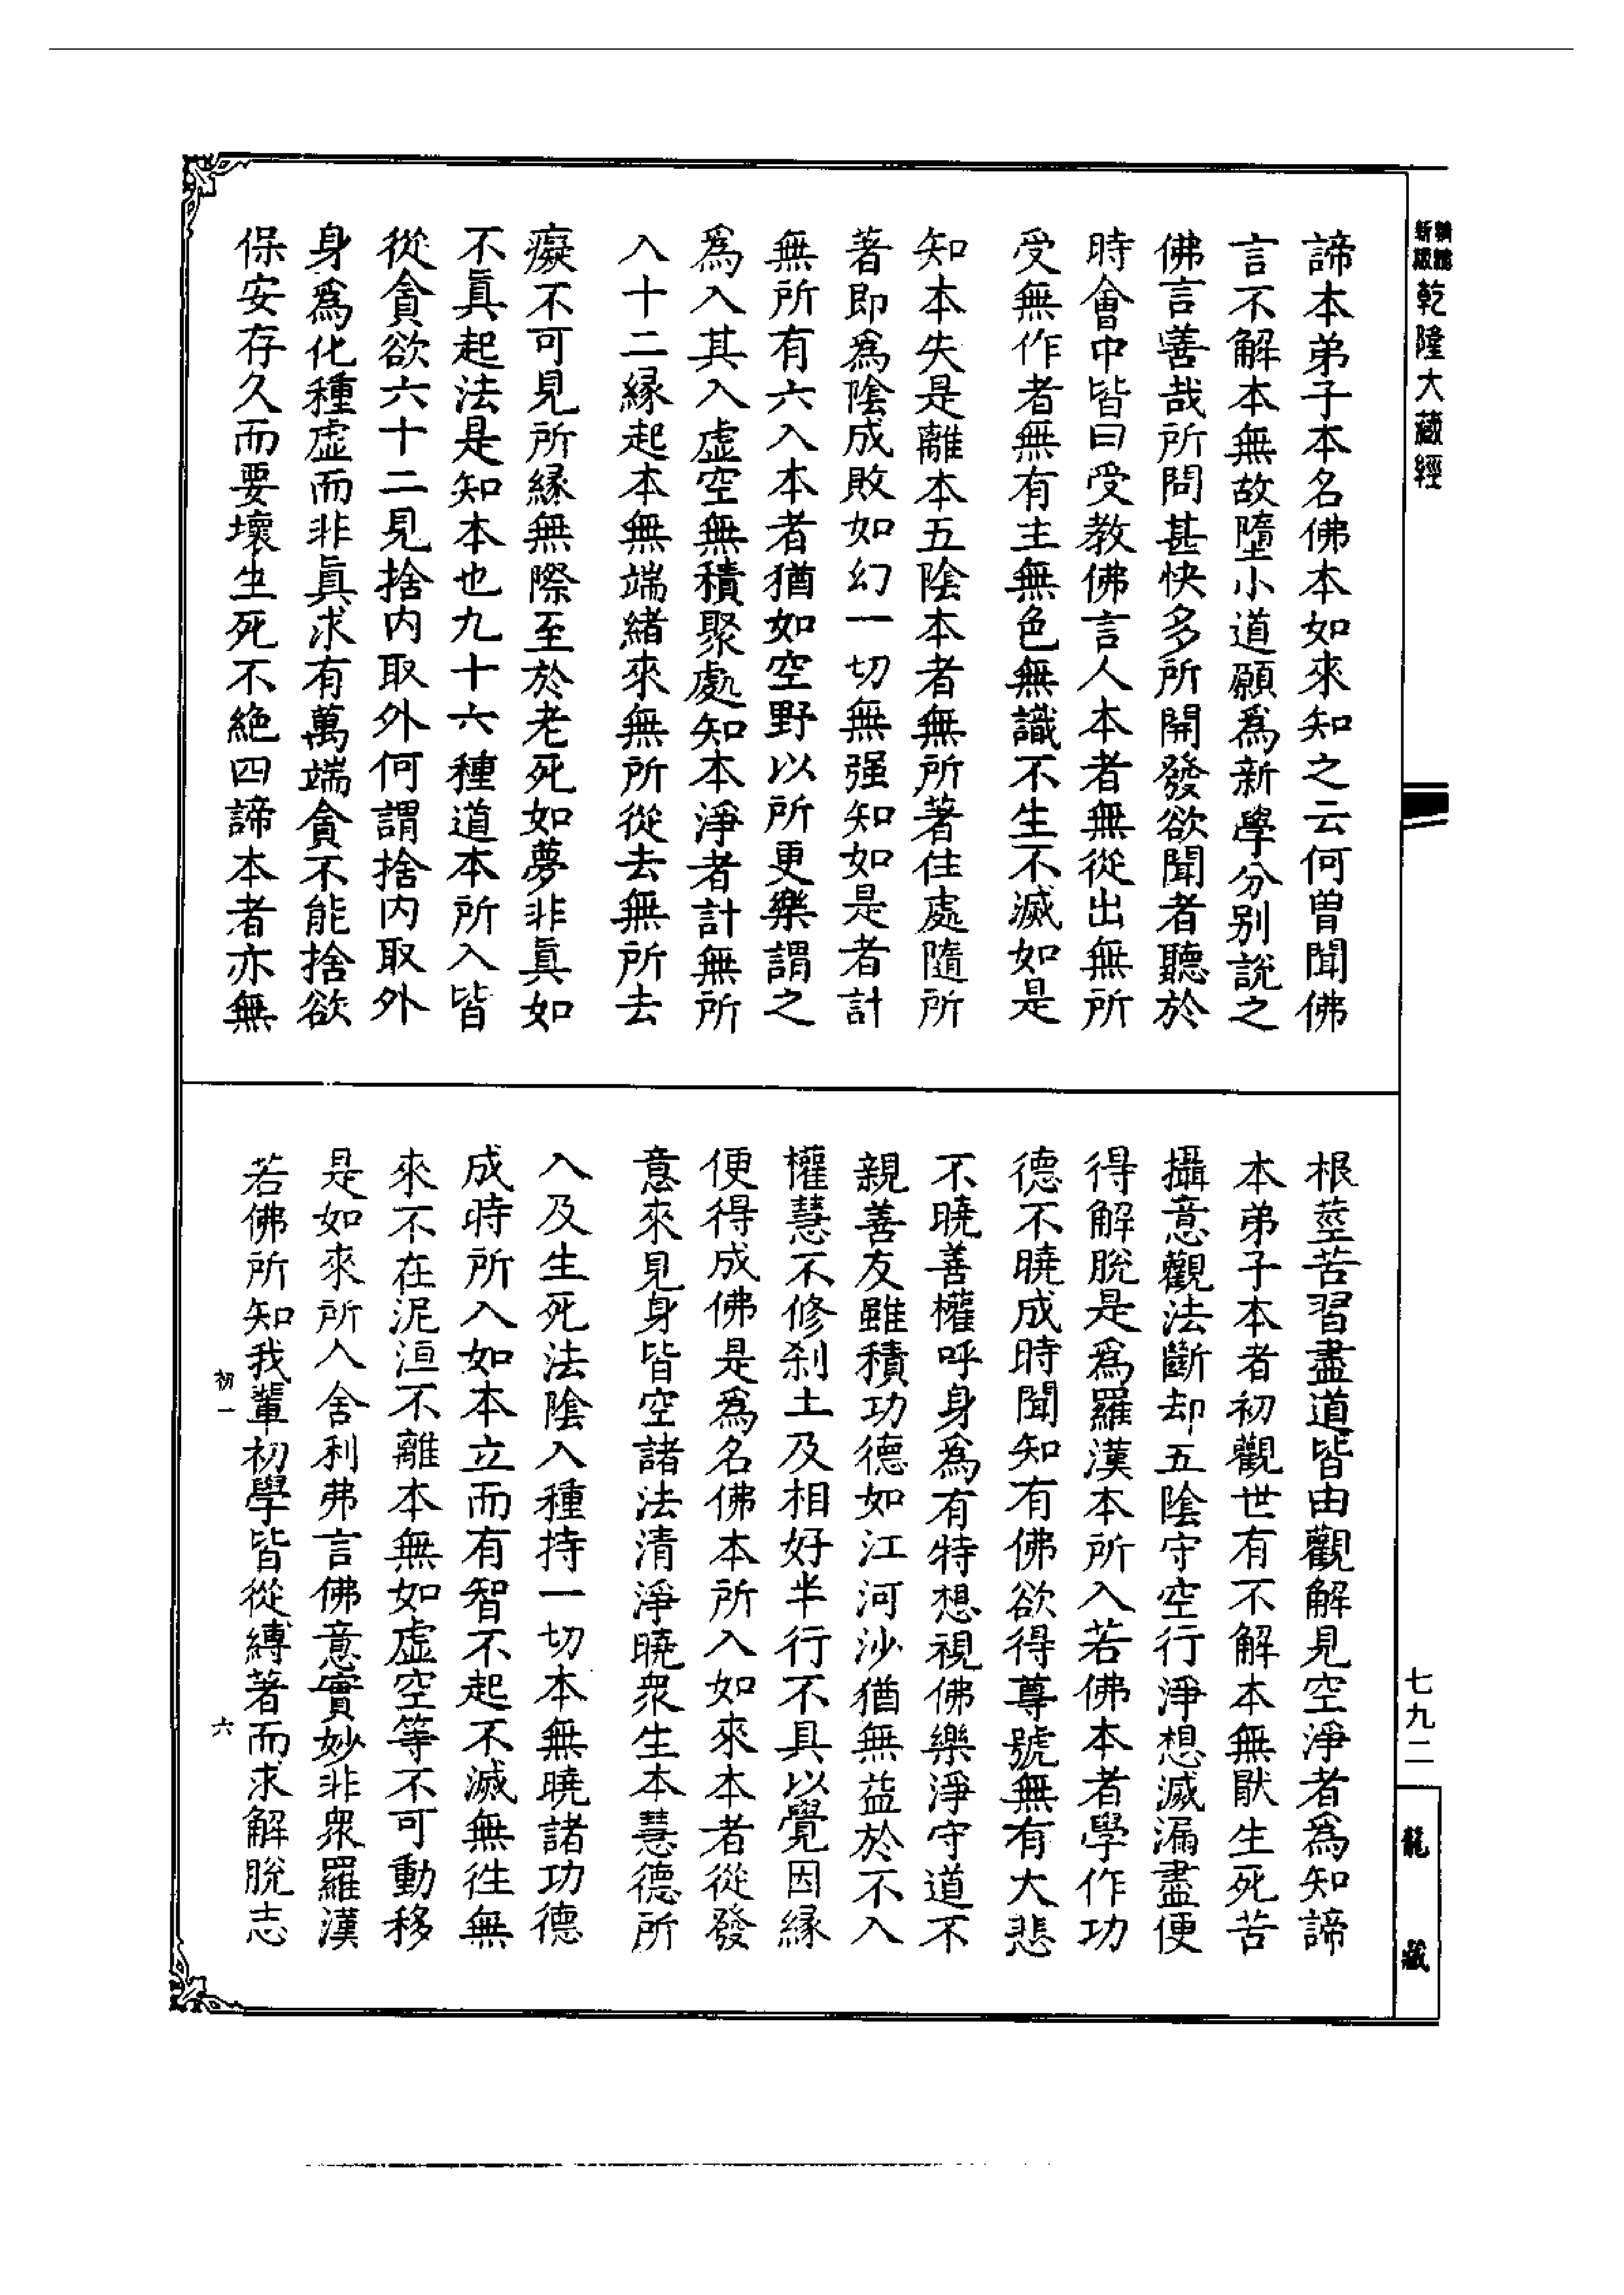 新編縮版乾隆大藏經
諦本弟子本名佛本如來知之云何曾聞佛
言不解本無故墮小道願爲新學分别說之
佛言善哉所問甚快多所開發欲聞者聽於
時會中皆曰受教佛言人本者無從出無所
受無作者無有主無色無識不生不滅如是
知本失是離本五陰本者無所著住處隨所
著即爲陰成敗如幻一切無强知如是者計
無所有六入本者猶如空野以所更樂謂之
爲入其入虛空無積聚處知本淨者計無所
入十二緣起本無端緒來無所從去無所去
癡不可見所緣無際至於老死如夢非眞如
不眞起法是知本也九十六種道本所入皆
從貪欲六十二見捨内取外何謂捨内取外
身爲化種虛而非眞求有萬端貪不能捨欲
保安存久而要壞生死不絶四諦本者亦無
根莖苦習盡道皆由觀解見空淨者爲知諦
本弟子本者初觀世有不解本無猒生死苦
攝意觀法斷却五陰守空行淨想滅漏盡便
得解脫是爲羅漢本所入若佛本者學作功
德不曉成時聞知有佛欲得尊號無有大悲
不曉善權呼身爲有特想視佛樂淨守道不
親善友雖積功德如江河沙猶無益於不入
權慧不修刹土及相好半行不具以覺因緣
便得成佛是爲名佛本所入如來本者從發
意來見身皆空諸法清淨曉衆生本慧德所
入及生死法陰入種持一切本無曉諸功德
成時所入如本立而有智不起不滅無徃無
來不在泥洹不離本無如虛空等不可動移
是如來所入舍利弗言佛意實妙非衆羅漢
若佛所知我輩初學皆從縛著而求解脫志
初一
六
七九二
龍藏